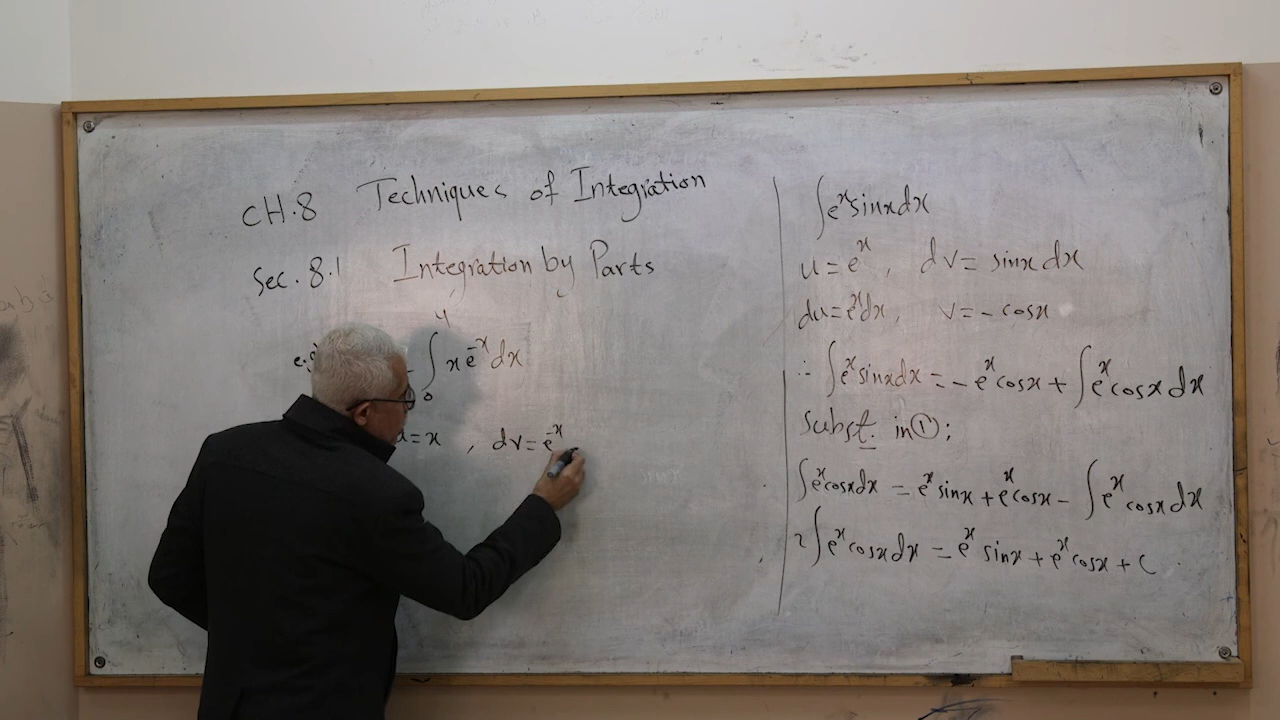 CH.8 Techniques of Integration
Sec. 8.1 Integration by Parts
∫₀⁴ x e⁻ˣ dx
u = x , dv = e⁻ˣ
∫eˣ sinx dx
u = eˣ , dv = sinx dx
du = eˣdx , v = - cosx
∴ ∫eˣ sinx dx = - eˣ cosx + ∫eˣ cosx dx
subst. in ①;
∫eˣ cosx dx = eˣ sinx + eˣ cosx - ∫eˣ cosx dx
2∫eˣ cosx dx = eˣ sinx + eˣ cosx + C